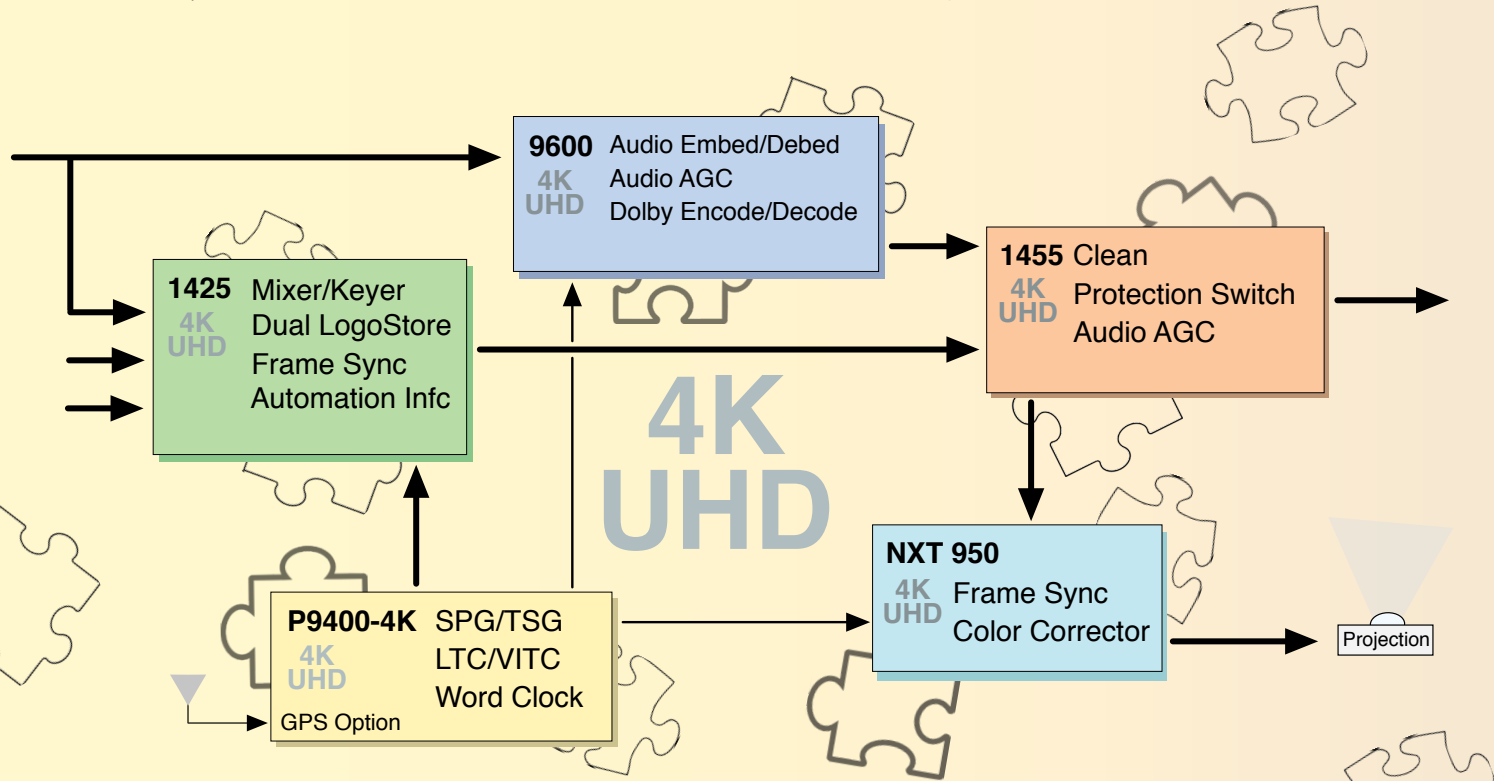 9600 Audio Embed/Debed
4K Audio AGC
UHD Dolby Encode/Decode
1425 Mixer/Keyer
4K Dual LogoStore
UHD Frame Sync
Automation Infc
1455 Clean
4K Protection Switch
UHD Audio AGC
4K
UHD
P9400-4K SPG/TSG
4K LTC/VITC
UHD Word Clock
GPS Option
NXT 950
4K Frame Sync
UHD Color Corrector
Projection